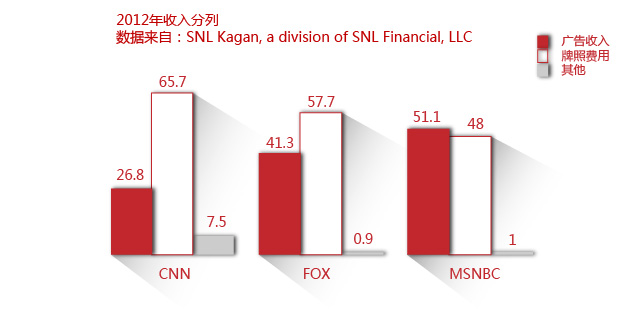 2012年收入分列
数据来自：SNL Kagan, a division of SNL Financial, LLC
广告收入
牌照费用
其他
26.8
65.7
7.5
41.3
57.7
0.9
51.1
48
1
CNN
FOX
MSNBC